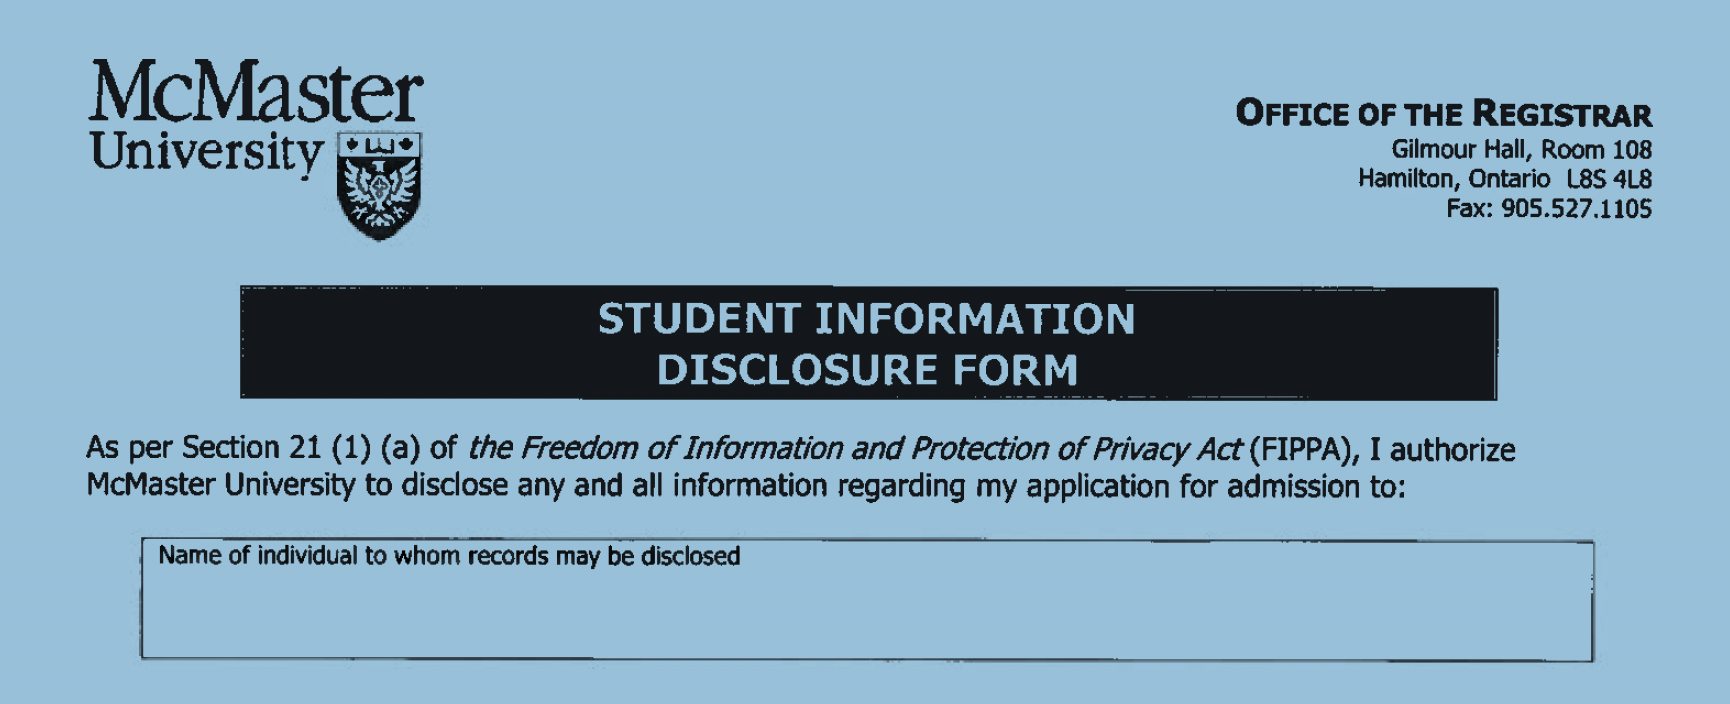 McMaster
University
OFFICE OF THE REGISTRAR
Gilmour Hall, Room 108
Hamilton, Ontario L8S 4L8
Fax: 905.527.1105
STUDENT INFORMATION
DISCLOSURE FORM
As per Section 21 (1) (a) of the Freedom of Information and Protection of Privacy Act (FIPPA), I authorize
McMaster University to disclose any and all information regarding my application for admission to:
Name of individual to whom records may be disclosed